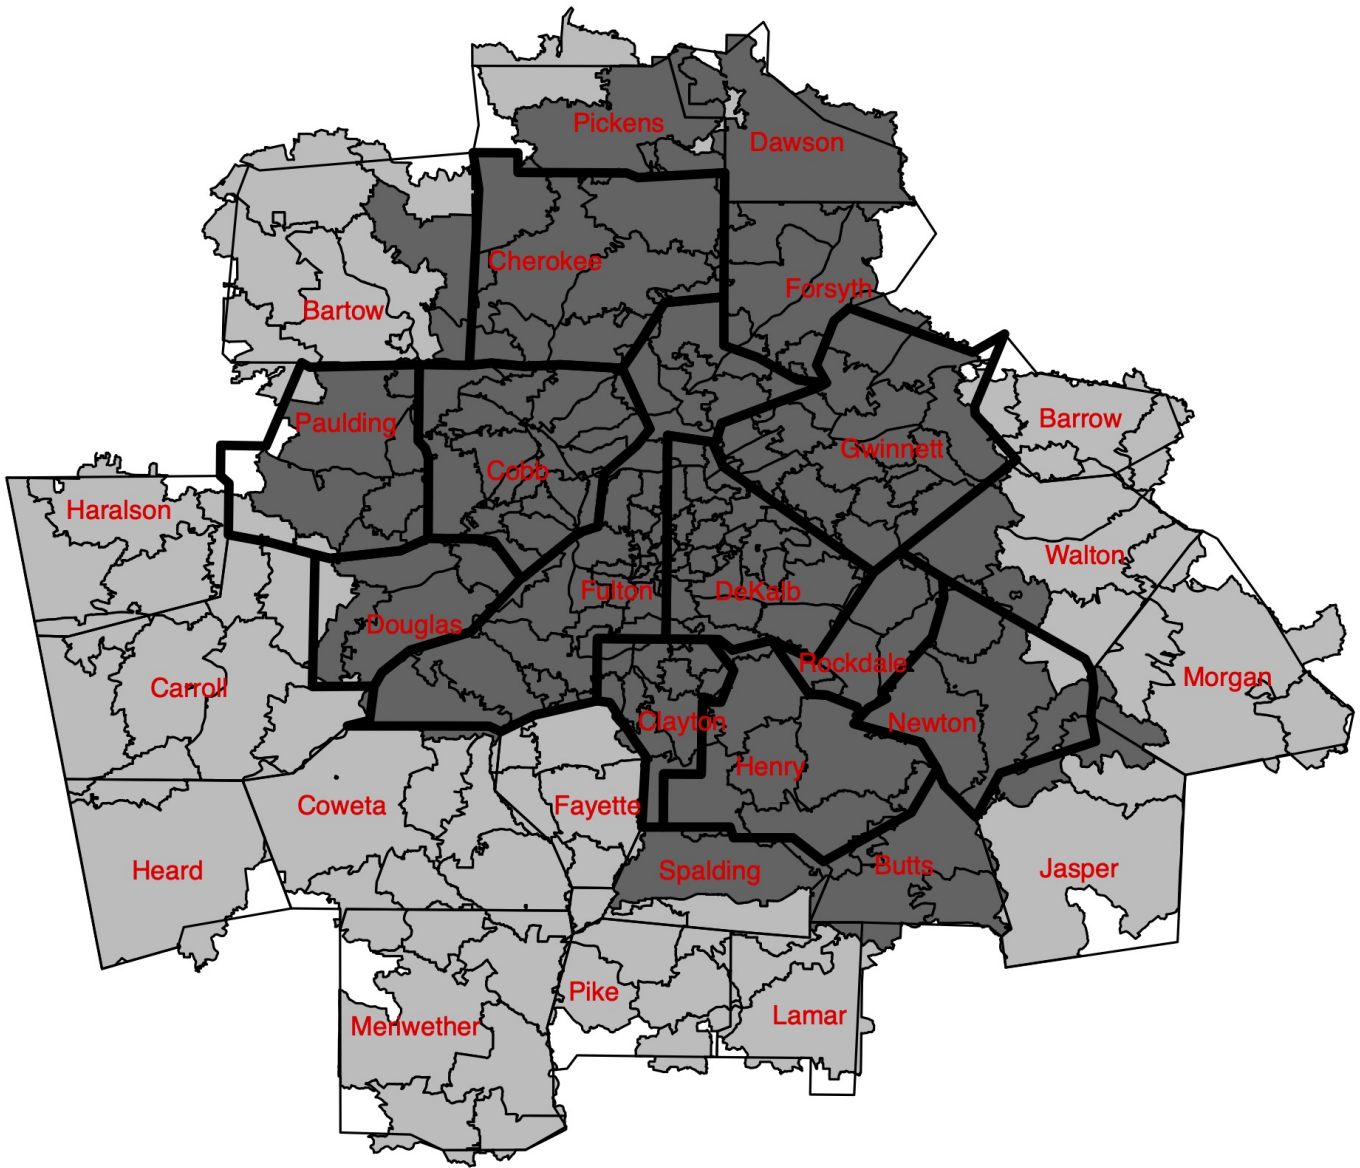 Pickens
Dawson
Cherokee
Forsyth
Bartow
Barrow
Paulding
Gwinnett
Cobb
Haralson
Walton
Fulton
DeKalb
Douglas
Rockdale
Morgan
Carroll
Clayton
Newton
Henry
Coweta
Fayette
Butts
Jasper
Heard
Spalding
Pike
Lamar
Meriwether